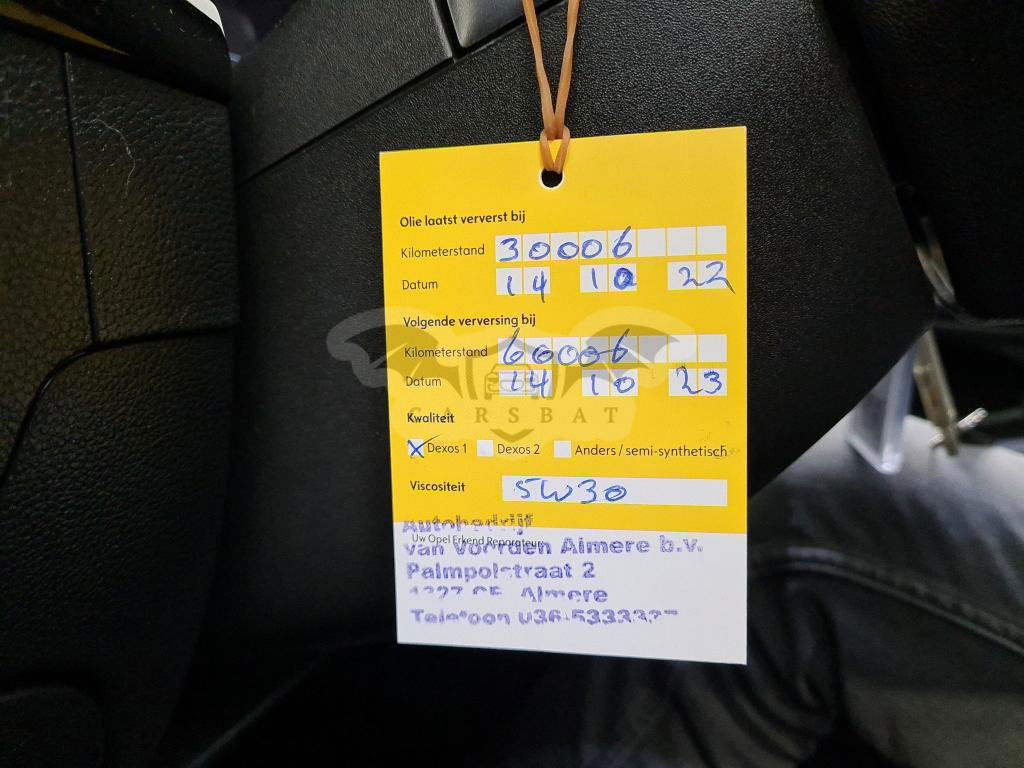 Olie laatst ververst bij
Kilometerstand 30006
Datum 14 10 22
Volgende verversing bij
Kilometerstand 60006
Datum 14 10 23
CARSBAT
Kwaliteit
Dexos 1 Dexos 2 Anders / semi-synthetisch
Viscositeit 5W30
Autobedrijf
Uw Opel Erkend Reparateur:
van Voorden Almere b.v.
Palmpolstraat 2
Almere
Telefoon